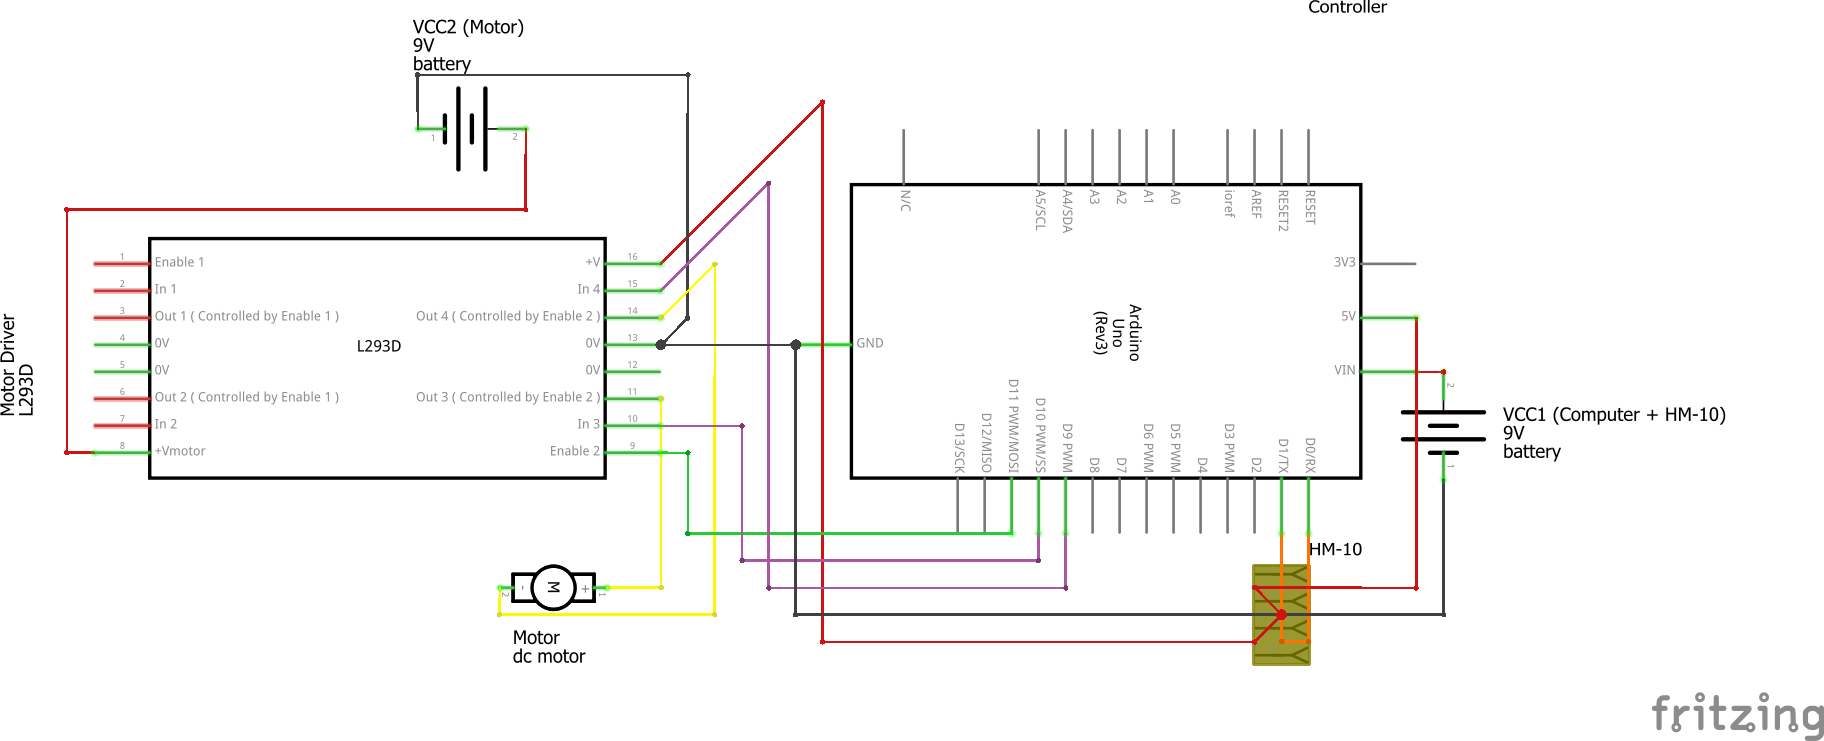 Controller
VCC2 (Motor)
9V
battery
1
2
N/C
A5/SCL
A4/SDA
A3
A2
A1
A0
ioref
AREF
RESET2
RESET
Motor Driver
L293D
1
Enable 1
2
In 1
3
Out 1 ( Controlled by Enable 1 )
4
0V
5
0V
6
Out 2 ( Controlled by Enable 1 )
7
In 2
8
+Vmotor
L293D
+V
16
In 4
15
Out 4 ( Controlled by Enable 2 )
14
0V
13
0V
12
Out 3 ( Controlled by Enable 2 )
11
In 3
10
Enable 2
9
GND
Arduino
Uno
(Rev3)
3V3
5V
VIN
2
1
VCC1 (Computer + HM-10)
9V
battery
D13/SCK
D12/MISO
D11 PWM/MOSI
D10 PWM/SS
D9 PWM
D8
D7
D6 PWM
D5 PWM
D4
D3 PWM
D2
D1/TX
D0/RX
HM-10
2
-
M
+
1
Motor
dc motor
fritzing